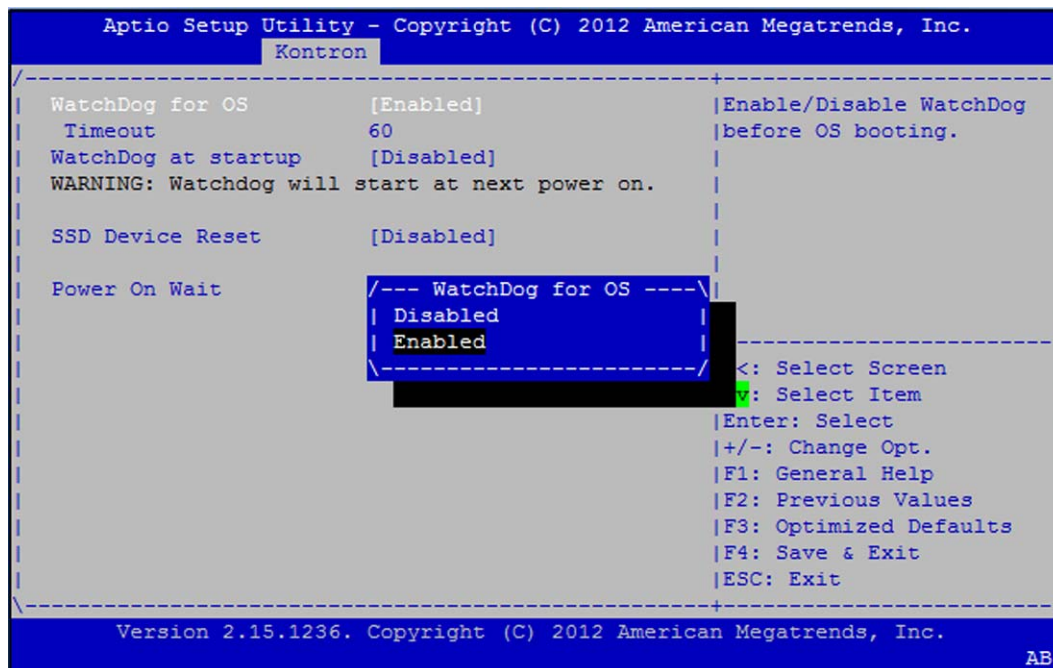 Aptio Setup Utility – Copyright (C) 2012 American Megatrends, Inc.
Kontron
WatchDog for OS [Enabled]
Timeout 60
WatchDog at startup [Disabled]
WARNING: Watchdog will start at next power on.
SSD Device Reset [Disabled]
Power On Wait
WatchDog for OS
Disabled
Enabled
Enable/Disable WatchDog
before OS booting.
<: Select Screen
v: Select Item
Enter: Select
+/-: Change Opt.
F1: General Help
F2: Previous Values
F3: Optimized Defaults
F4: Save & Exit
ESC: Exit
Version 2.15.1236. Copyright (C) 2012 American Megatrends, Inc.
AB